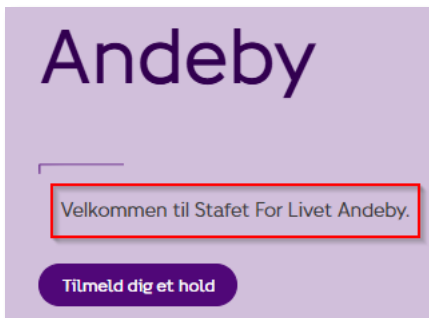 Andeby
Velkommen til Stafet For Livet Andeby.
Tilmeld dig et hold